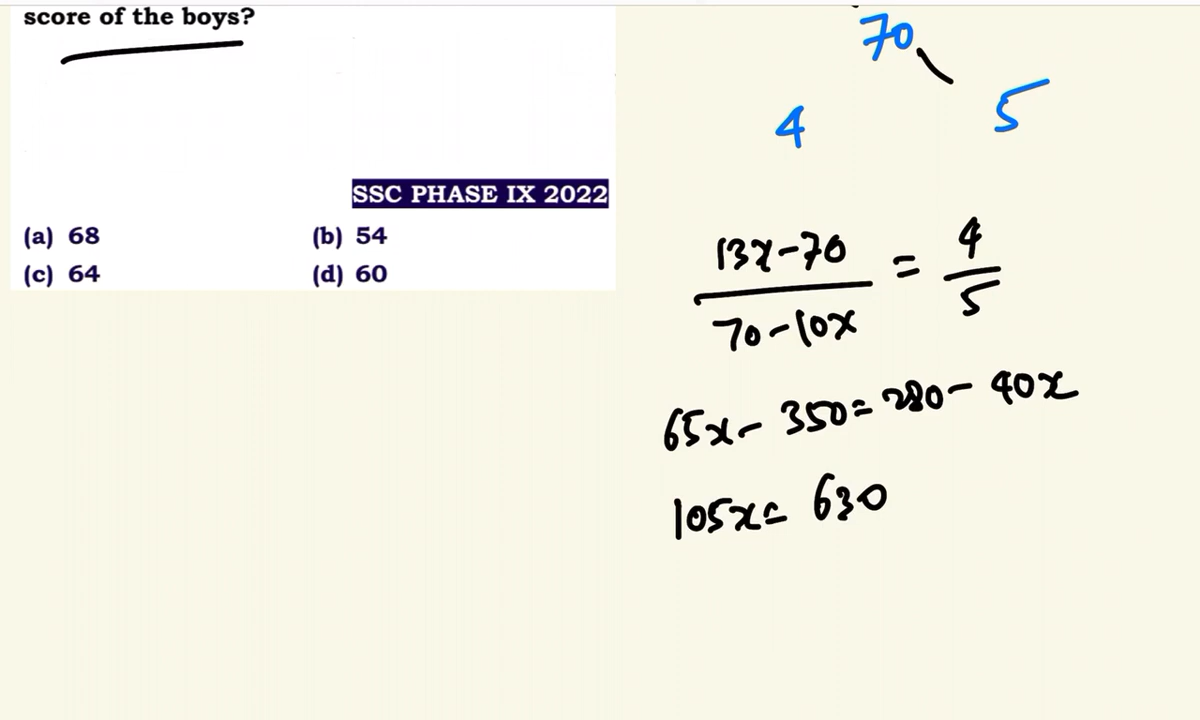 score of the boys?
SSC PHASE IX 2022
(a) 68 (b) 54
(c) 64 (d) 60
70
4 5
13x-70 / 70-10x = 4/5
65x- 350=280- 40x
105x= 630